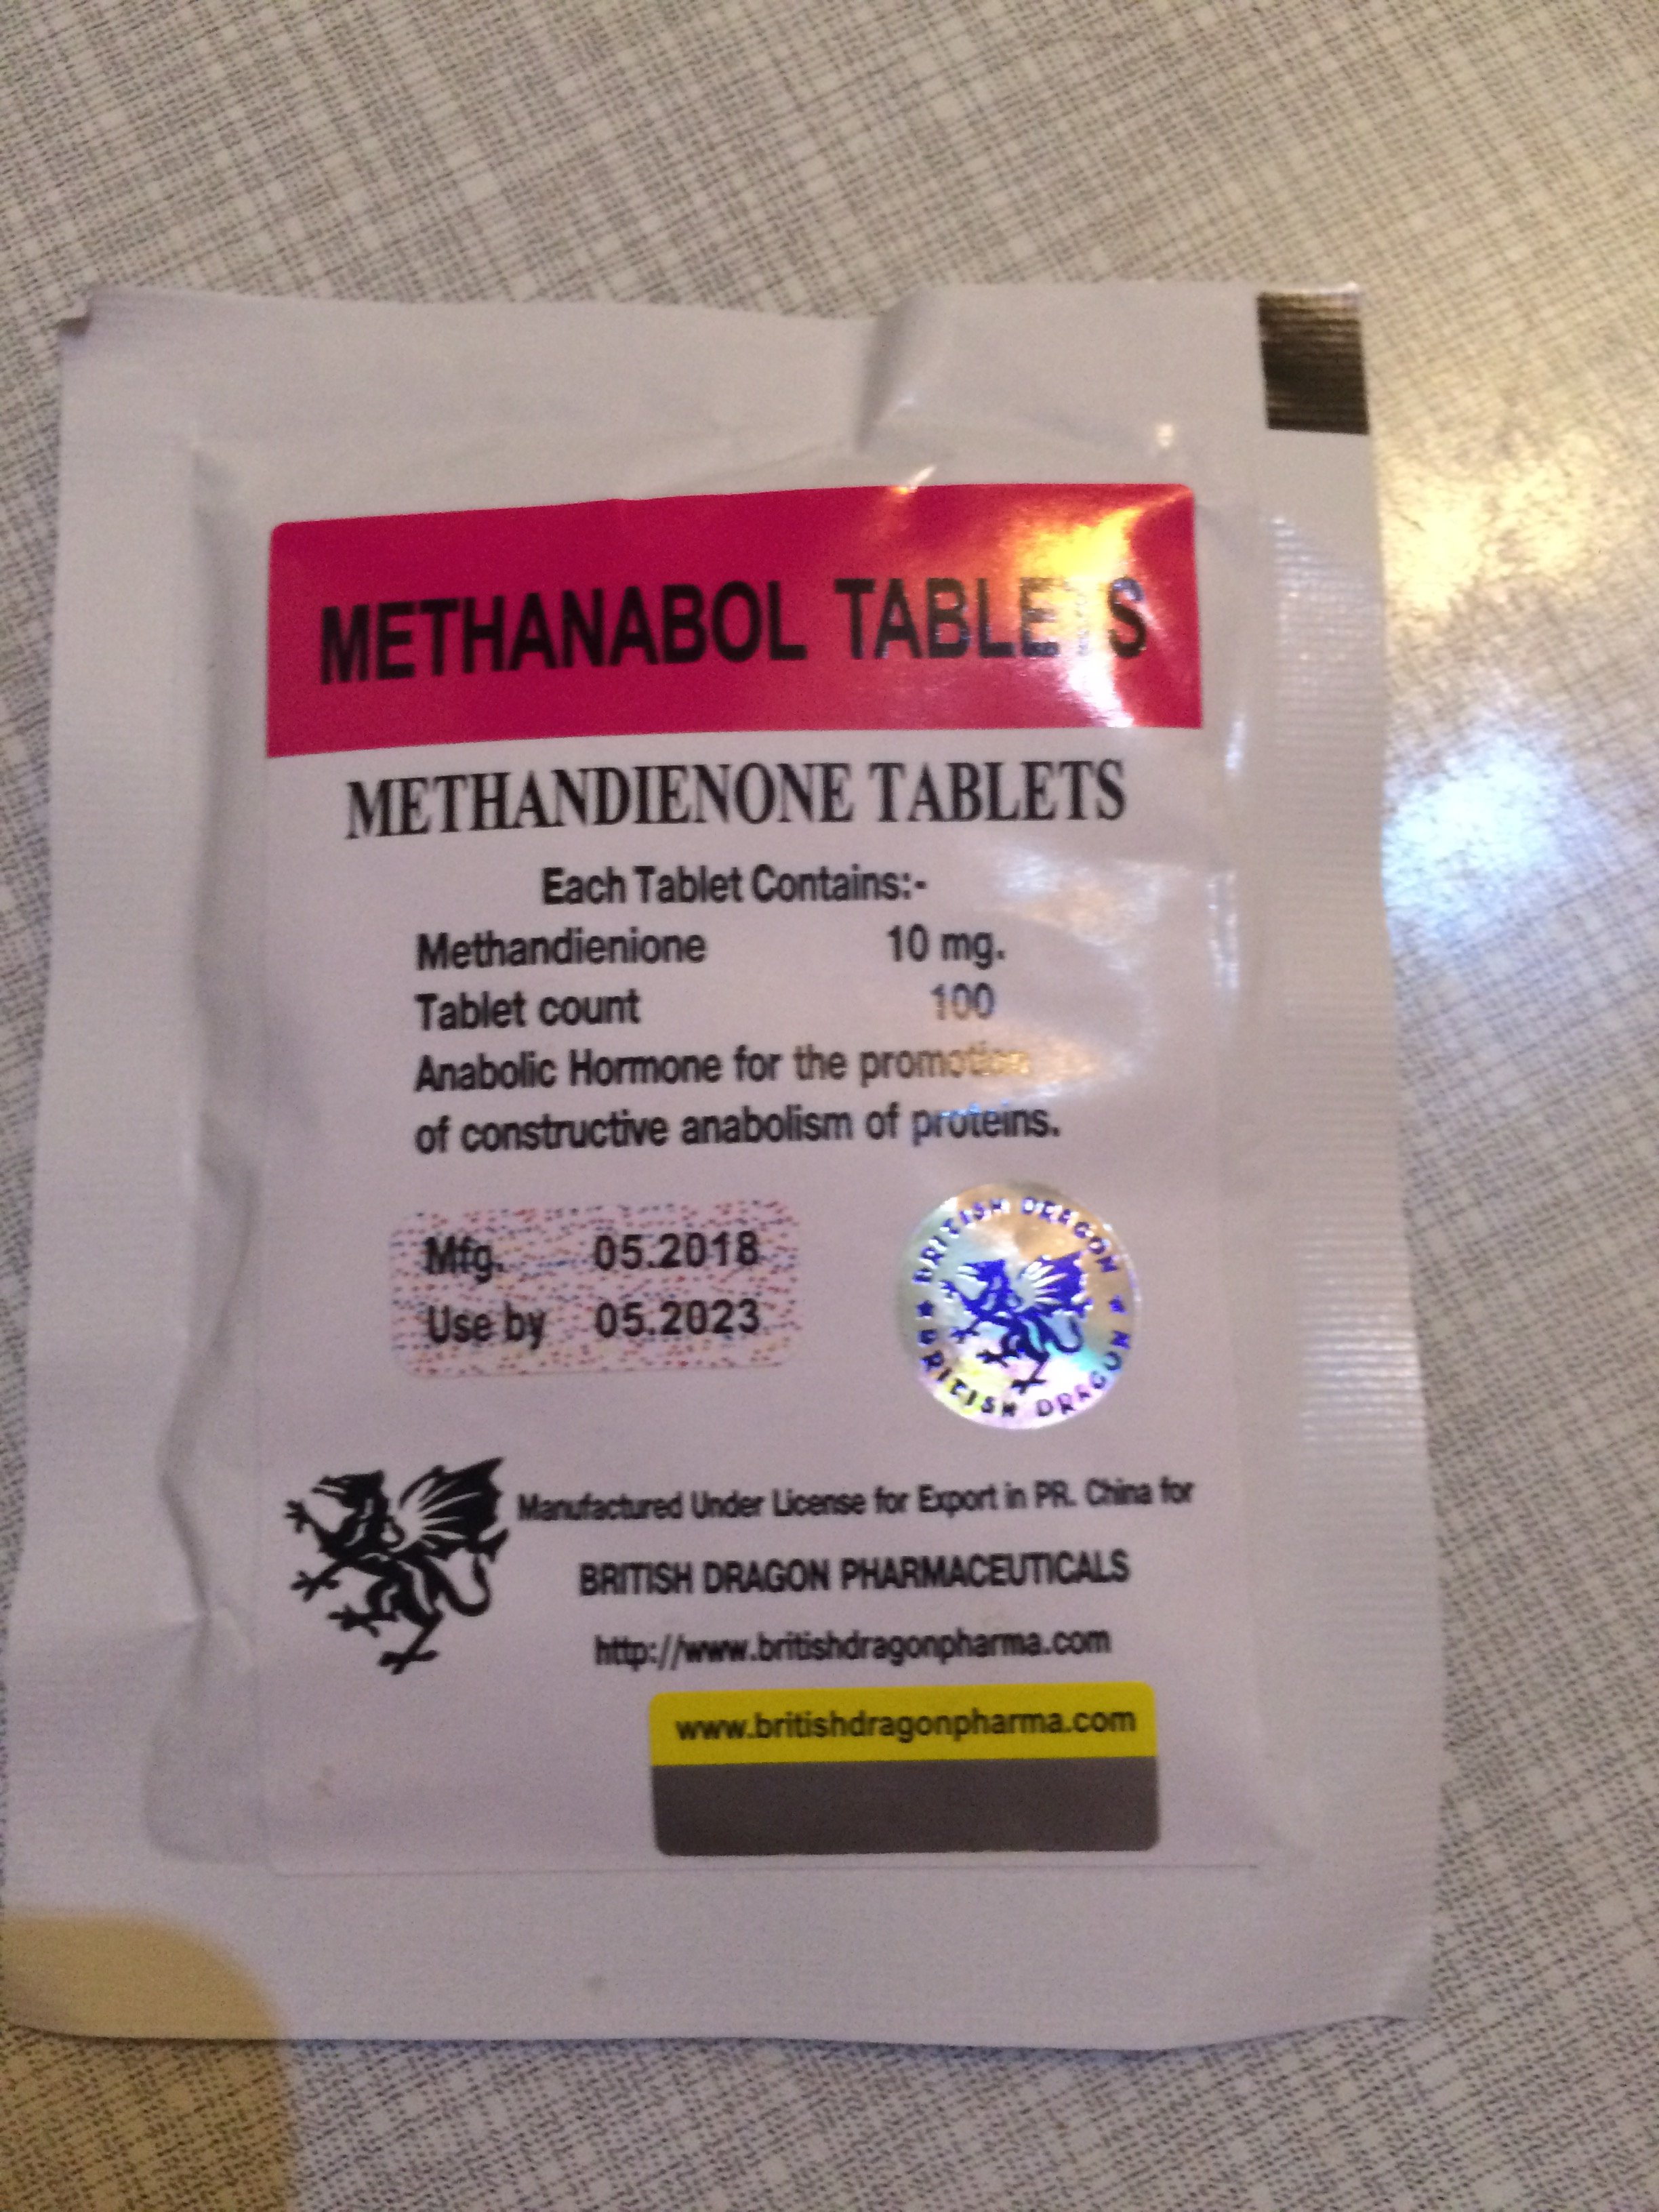 METHANABOL TABLETS
METHANDIENONE TABLETS
Each Tablet Contains:-
Methandienione 10 mg.
Tablet count 100
Anabolic Hormone for the promotion
of constructive anabolism of proteins.
Mfg. 05.2018
Use by 05.2023
BRITISH DRAGON ★ BRITISH DRAGON ★
Manufactured Under License for Export in PR. China for
BRITISH DRAGON PHARMACEUTICALS
http://www.britishdragonpharma.com
www.britishdragonpharma.com